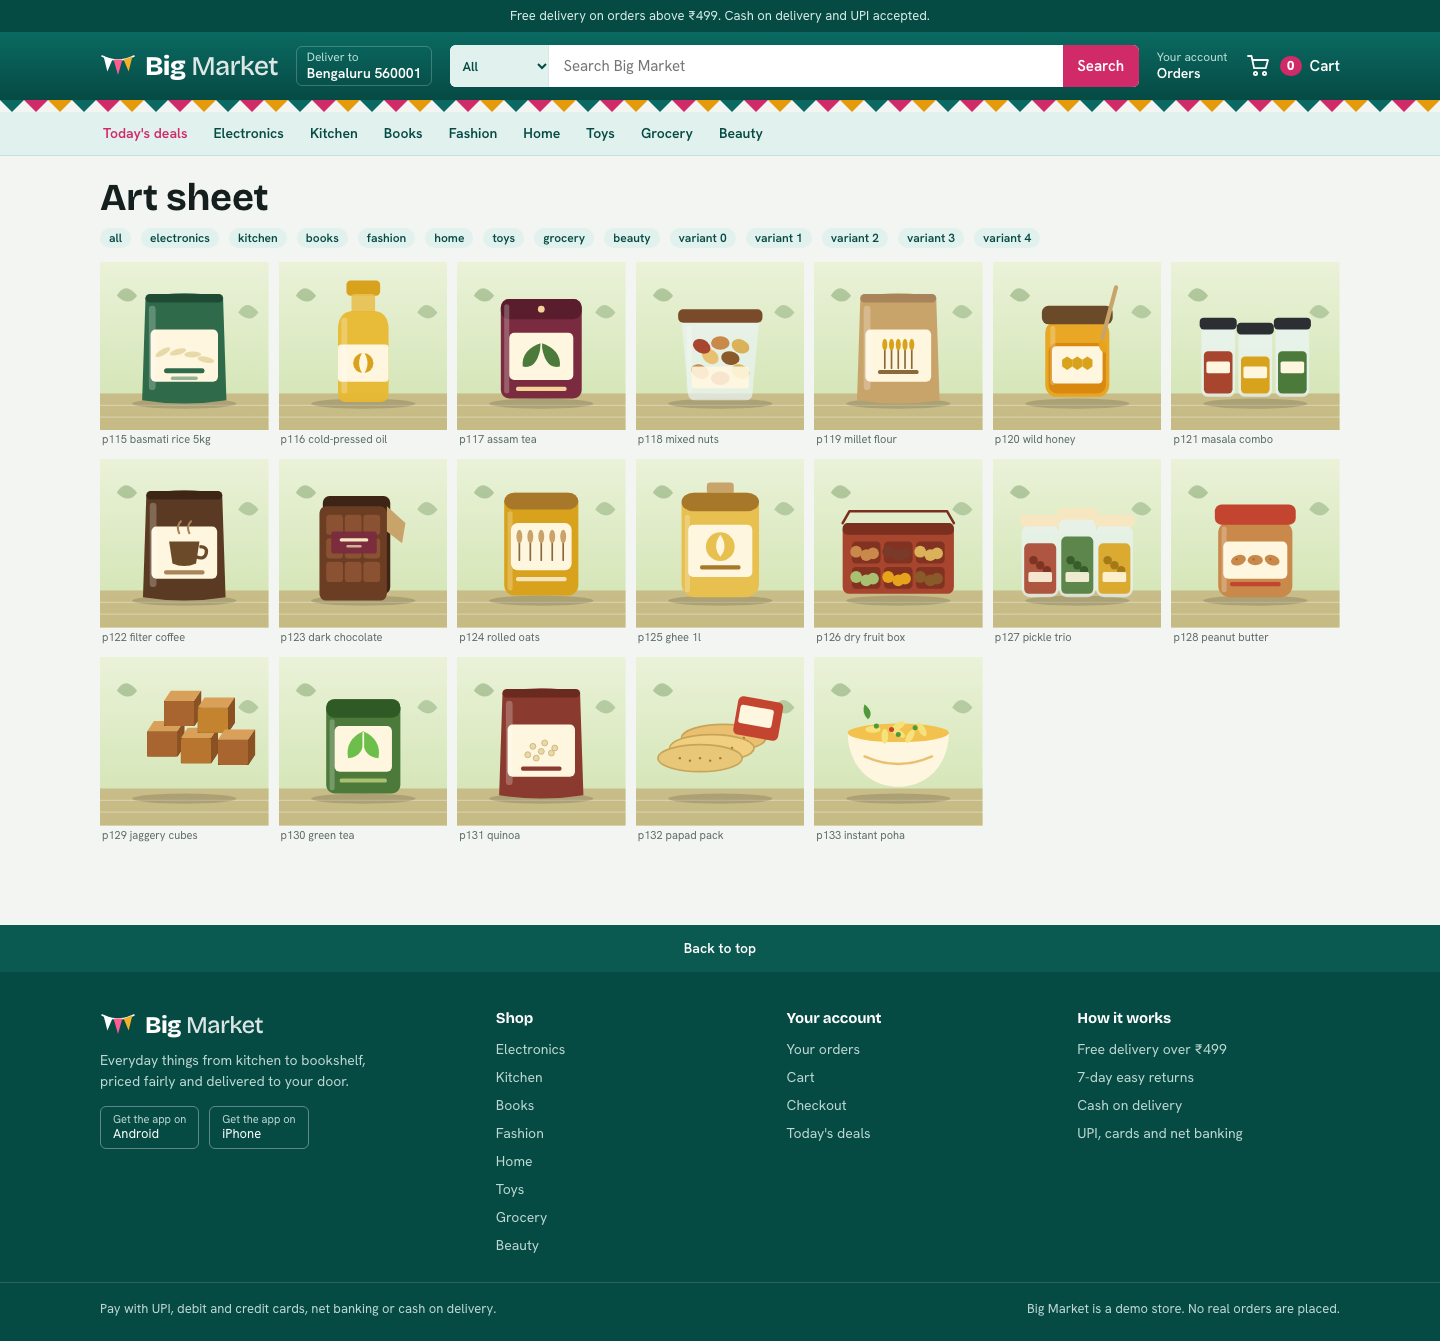 Free delivery on orders above ₹499. Cash on delivery and UPI accepted.
Big Market
Deliver to
Bengaluru 560001
All
Search Big Market
Search
Your account
Orders
0
Cart
Today's deals
Electronics
Kitchen
Books
Fashion
Home
Toys
Grocery
Beauty
Art sheet
all
electronics
kitchen
books
fashion
home
toys
grocery
beauty
variant 0
variant 1
variant 2
variant 3
variant 4
p115 basmati rice 5kg
p116 cold-pressed oil
p117 assam tea
p118 mixed nuts
p119 millet flour
p120 wild honey
p121 masala combo
p122 filter coffee
p123 dark chocolate
p124 rolled oats
p125 ghee 1l
p126 dry fruit box
p127 pickle trio
p128 peanut butter
p129 jaggery cubes
p130 green tea
p131 quinoa
p132 papad pack
p133 instant poha
Back to top
Big Market
Everyday things from kitchen to bookshelf,
priced fairly and delivered to your door.
Get the app on
Android
Get the app on
iPhone
Shop
Electronics
Kitchen
Books
Fashion
Home
Toys
Grocery
Beauty
Your account
Your orders
Cart
Checkout
Today's deals
How it works
Free delivery over ₹499
7-day easy returns
Cash on delivery
UPI, cards and net banking
Pay with UPI, debit and credit cards, net banking or cash on delivery.
Big Market is a demo store. No real orders are placed.